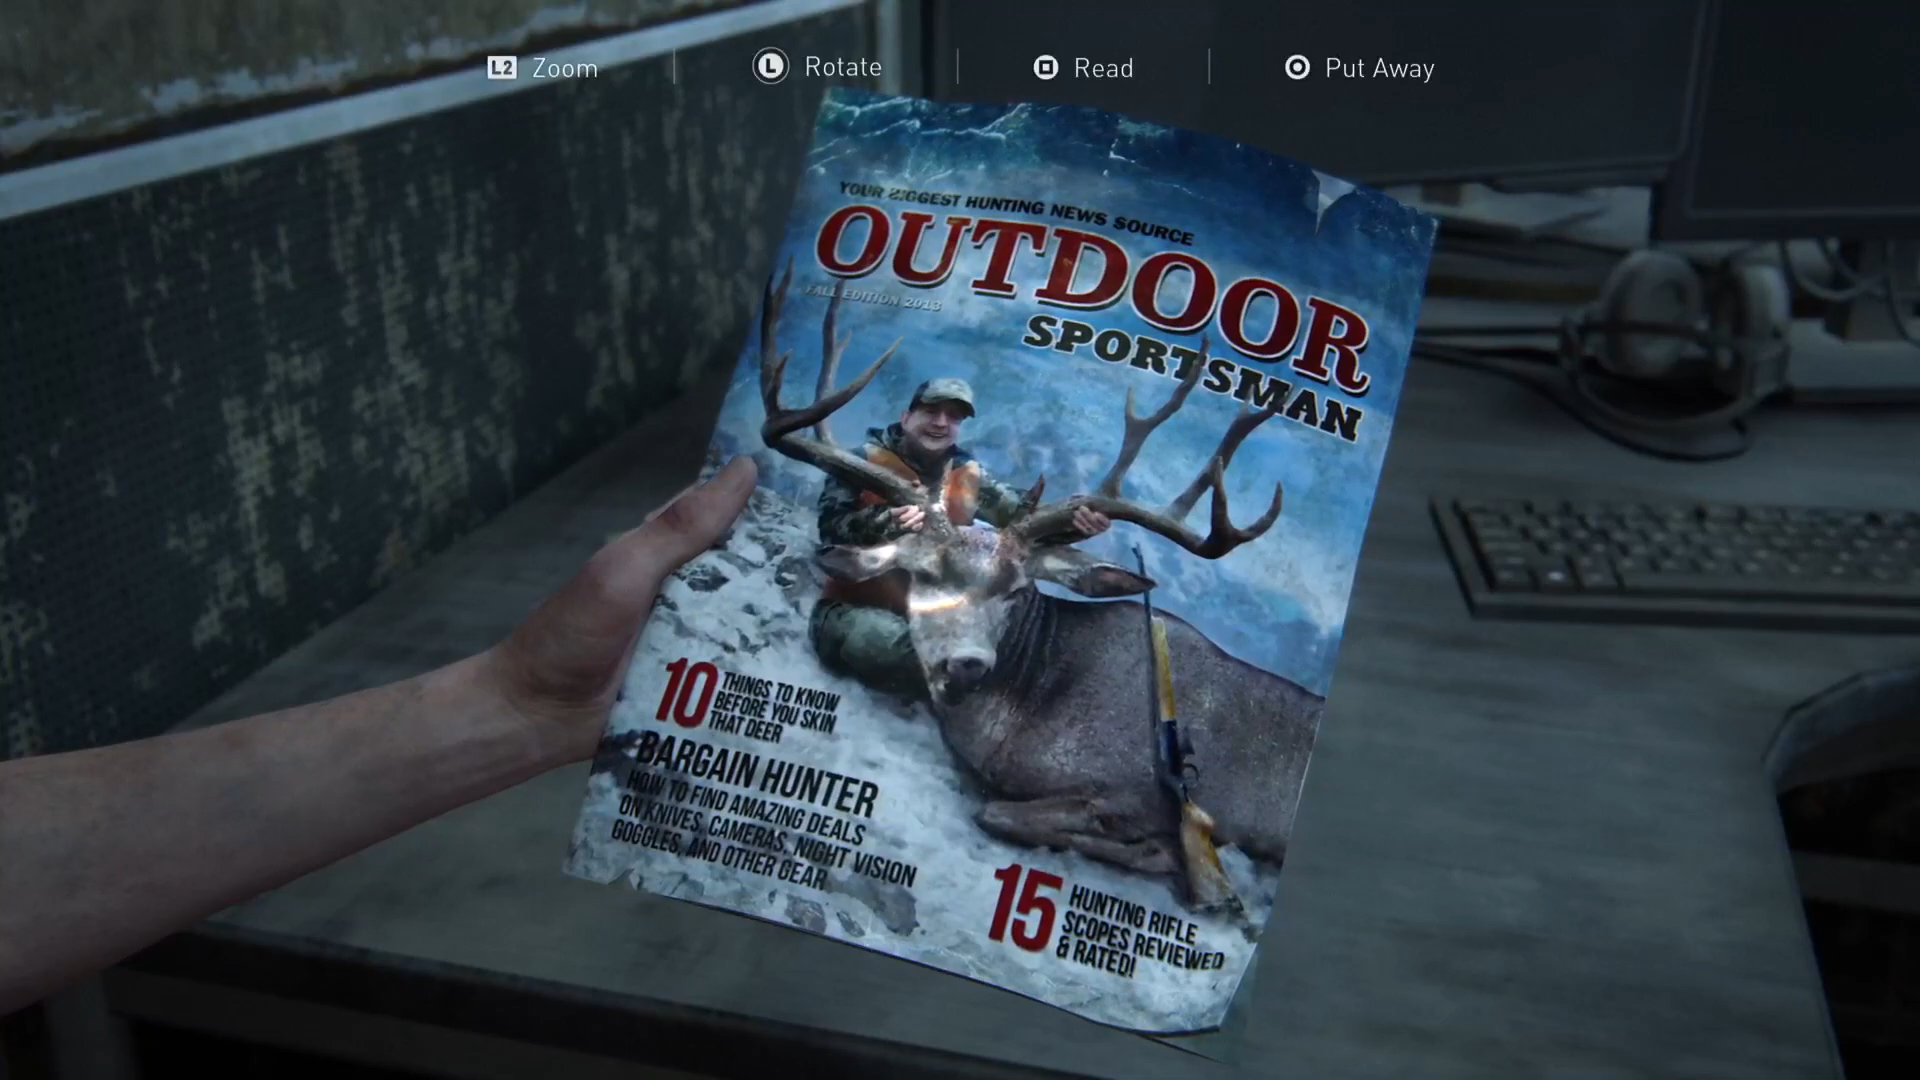 L2 Zoom
L Rotate
Read
Put Away
YOUR BIGGEST HUNTING NEWS SOURCE
OUTDOOR
SPORTSMAN
FALL EDITION 2013
10 THINGS TO KNOW
BEFORE YOU SKIN
THAT DEER
BARGAIN HUNTER
HOW TO FIND AMAZING DEALS
ON KNIVES, CAMERAS, NIGHT VISION
GOGGLES, AND OTHER GEAR
15 HUNTING RIFLE
SCOPES REVIEWED
& RATED!